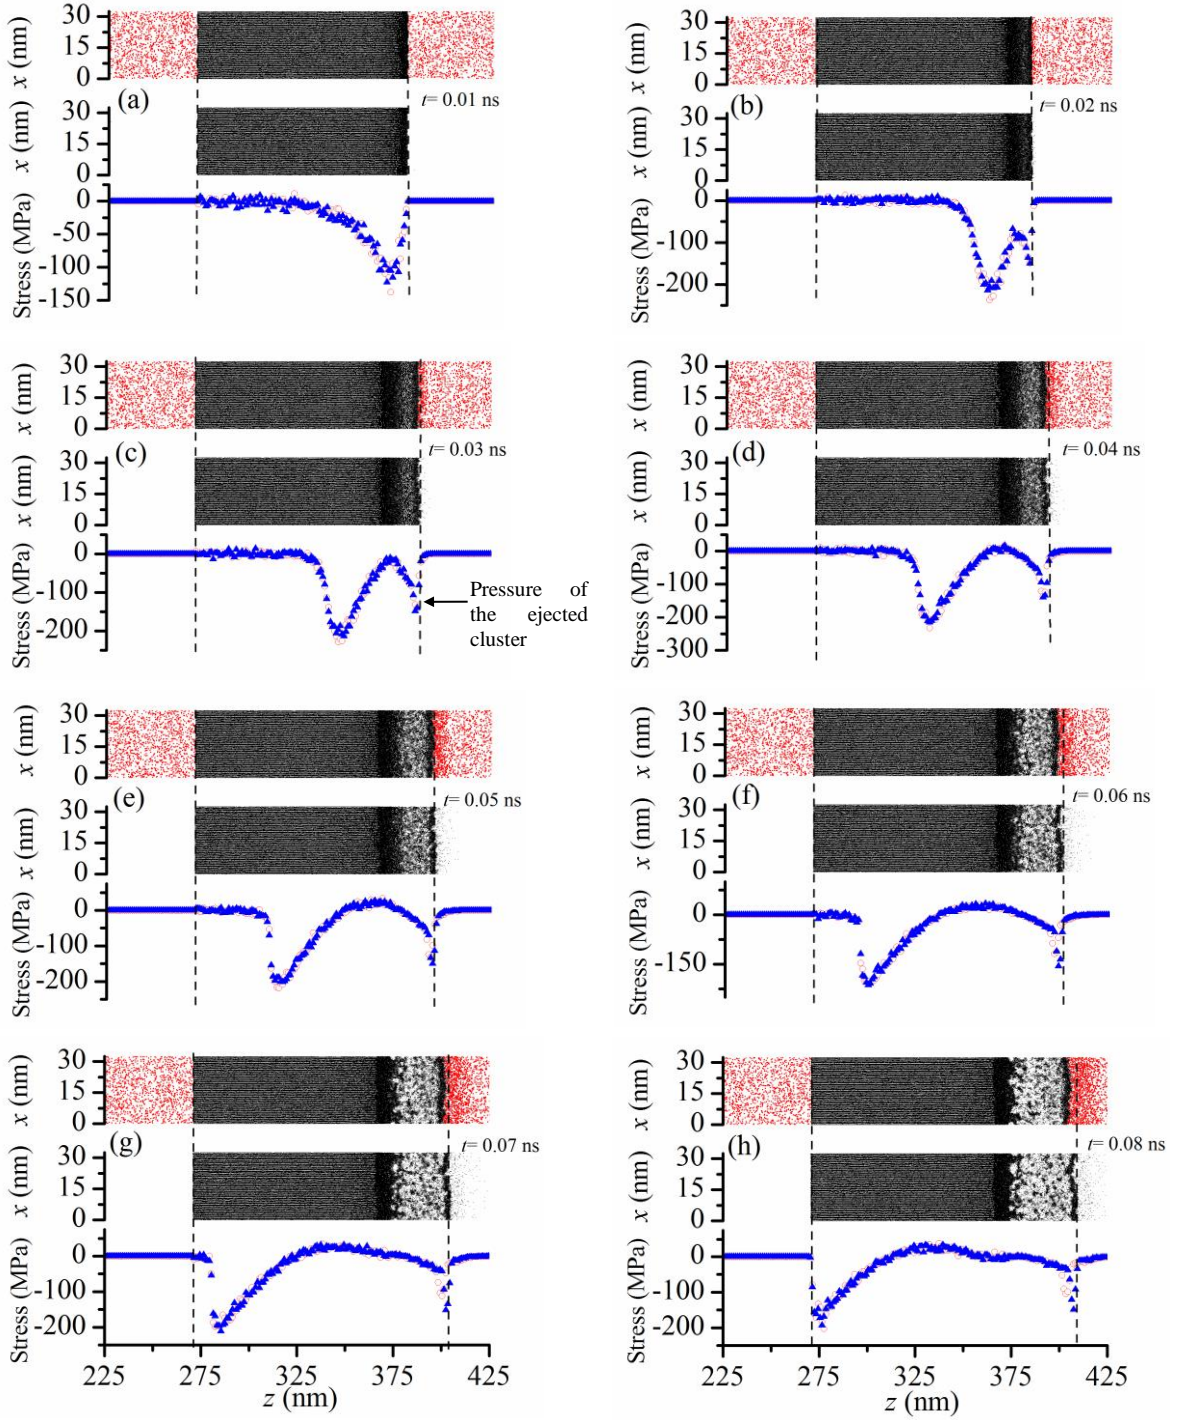 30
15
0
x (nm)
(a)
t= 0.01 ns
30
15
0
x (nm)
0
-50
-100
-150
Stress (MPa)
30
15
0
x (nm)
(b)
t= 0.02 ns
30
15
0
x (nm)
0
-100
-200
Stress (MPa)
30
15
0
x (nm)
(c)
t= 0.03 ns
30
15
0
x (nm)
0
-100
-200
Stress (MPa)
Pressure of
the ejected
cluster
30
15
0
x (nm)
(d)
t= 0.04 ns
30
15
0
x (nm)
0
-100
-200
-300
Stress (MPa)
30
15
0
x (nm)
(e)
t= 0.05 ns
30
15
0
x (nm)
0
-100
-200
Stress (MPa)
30
15
0
x (nm)
(f)
t= 0.06 ns
30
15
0
x (nm)
0
-150
Stress (MPa)
30
15
0
x (nm)
(g)
t= 0.07 ns
30
15
0
x (nm)
0
-100
-200
Stress (MPa)
225 275 325 375 425
z (nm)
30
15
0
x (nm)
(h)
t= 0.08 ns
30
15
0
x (nm)
0
-100
-200
Stress (MPa)
225 275 325 375 425
z (nm)